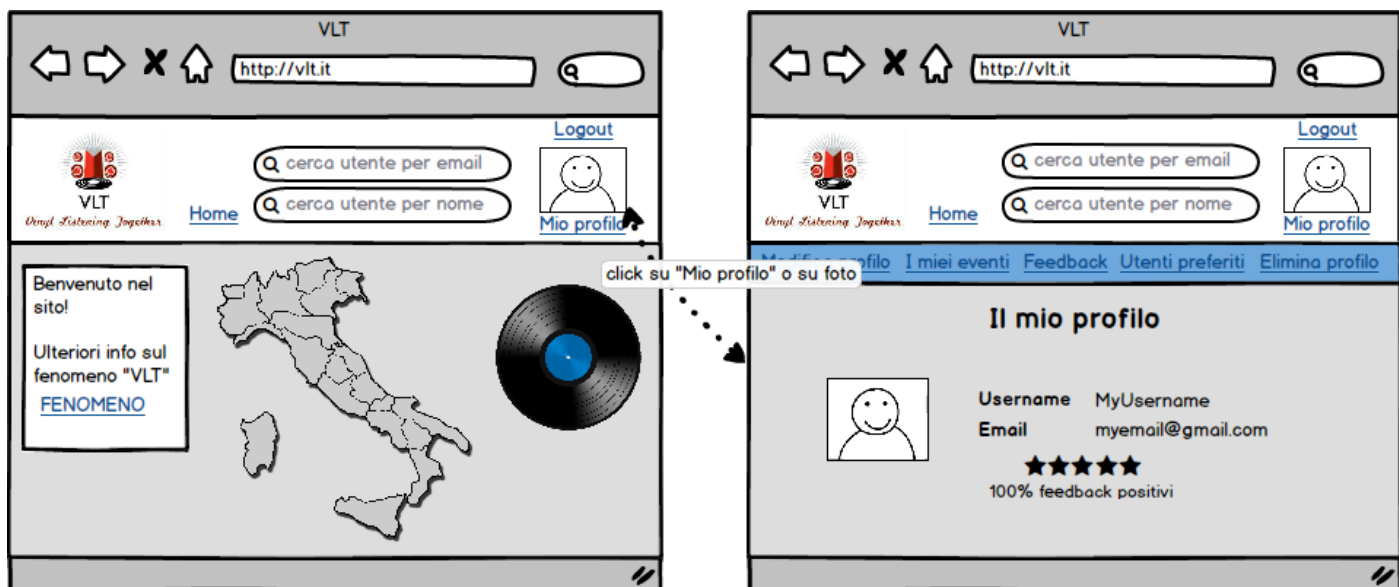 VLT
http://vlt.it
Logout
cerca utente per email
VLT
Vinyl Listening Together
Home
cerca utente per nome
Mio profilo
Benvenuto nel
sito!
Ulteriori info sul
fenomeno "VLT"
FENOMENO
click su "Mio profilo" o su foto
VLT
http://vlt.it
Logout
cerca utente per email
VLT
Vinyl Listening Together
Home
cerca utente per nome
Mio profilo
Modifica profilo I miei eventi Feedback Utenti preferiti Elimina profilo
Il mio profilo
Username MyUsername
Email myemail@gmail.com
100% feedback positivi